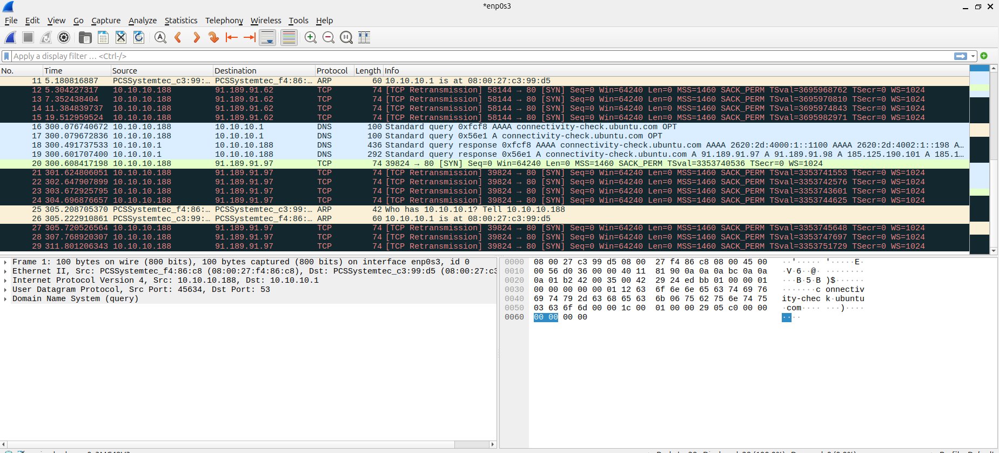 *enp0s3
File Edit View Go Capture Analyze Statistics Telephony Wireless Tools Help
Apply a display filter … <Ctrl-/>
No. Time Source Destination Protocol Length Info
11 5.180816887 PCSSystemtec_c3:99:… PCSSystemtec_f4:86:… ARP 60 10.10.10.1 is at 08:00:27:c3:99:d5
12 5.304227317 10.10.10.188 91.189.91.62 TCP 74 [TCP Retransmission] 58144 → 80 [SYN] Seq=0 Win=64240 Len=0 MSS=1460 SACK_PERM TSval=3695968762 TSecr=0 WS=1024
13 7.352438404 10.10.10.188 91.189.91.62 TCP 74 [TCP Retransmission] 58144 → 80 [SYN] Seq=0 Win=64240 Len=0 MSS=1460 SACK_PERM TSval=3695970810 TSecr=0 WS=1024
14 11.384839737 10.10.10.188 91.189.91.62 TCP 74 [TCP Retransmission] 58144 → 80 [SYN] Seq=0 Win=64240 Len=0 MSS=1460 SACK_PERM TSval=3695974843 TSecr=0 WS=1024
15 19.512959524 10.10.10.188 91.189.91.62 TCP 74 [TCP Retransmission] 58144 → 80 [SYN] Seq=0 Win=64240 Len=0 MSS=1460 SACK_PERM TSval=3695982971 TSecr=0 WS=1024
16 300.076740672 10.10.10.188 10.10.10.1 DNS 100 Standard query 0xfcf8 AAAA connectivity-check.ubuntu.com OPT
17 300.079672836 10.10.10.188 10.10.10.1 DNS 100 Standard query 0x56e1 A connectivity-check.ubuntu.com OPT
18 300.491737533 10.10.10.1 10.10.10.188 DNS 436 Standard query response 0xfcf8 AAAA connectivity-check.ubuntu.com AAAA 2620:2d:4000:1::1100 AAAA 2620:2d:4002:1::198 A…
19 300.601707400 10.10.10.1 10.10.10.188 DNS 292 Standard query response 0x56e1 A connectivity-check.ubuntu.com A 91.189.91.97 A 91.189.91.98 A 185.125.190.101 A 185.1…
20 300.608417198 10.10.10.188 91.189.91.97 TCP 74 39824 → 80 [SYN] Seq=0 Win=64240 Len=0 MSS=1460 SACK_PERM TSval=3353740536 TSecr=0 WS=1024
21 301.624806051 10.10.10.188 91.189.91.97 TCP 74 [TCP Retransmission] 39824 → 80 [SYN] Seq=0 Win=64240 Len=0 MSS=1460 SACK_PERM TSval=3353741553 TSecr=0 WS=1024
22 302.647907899 10.10.10.188 91.189.91.97 TCP 74 [TCP Retransmission] 39824 → 80 [SYN] Seq=0 Win=64240 Len=0 MSS=1460 SACK_PERM TSval=3353742576 TSecr=0 WS=1024
23 303.672925795 10.10.10.188 91.189.91.97 TCP 74 [TCP Retransmission] 39824 → 80 [SYN] Seq=0 Win=64240 Len=0 MSS=1460 SACK_PERM TSval=3353743601 TSecr=0 WS=1024
24 304.696876657 10.10.10.188 91.189.91.97 TCP 74 [TCP Retransmission] 39824 → 80 [SYN] Seq=0 Win=64240 Len=0 MSS=1460 SACK_PERM TSval=3353744625 TSecr=0 WS=1024
25 305.208705370 PCSSystemtec_f4:86:… PCSSystemtec_c3:99:… ARP 42 Who has 10.10.10.1? Tell 10.10.10.188
26 305.222910861 PCSSystemtec_c3:99:… PCSSystemtec_f4:86:… ARP 60 10.10.10.1 is at 08:00:27:c3:99:d5
27 305.720526564 10.10.10.188 91.189.91.97 TCP 74 [TCP Retransmission] 39824 → 80 [SYN] Seq=0 Win=64240 Len=0 MSS=1460 SACK_PERM TSval=3353745648 TSecr=0 WS=1024
28 307.768920307 10.10.10.188 91.189.91.97 TCP 74 [TCP Retransmission] 39824 → 80 [SYN] Seq=0 Win=64240 Len=0 MSS=1460 SACK_PERM TSval=3353747697 TSecr=0 WS=1024
29 311.801206343 10.10.10.188 91.189.91.97 TCP 74 [TCP Retransmission] 39824 → 80 [SYN] Seq=0 Win=64240 Len=0 MSS=1460 SACK_PERM TSval=3353751729 TSecr=0 WS=1024
Frame 1: 100 bytes on wire (800 bits), 100 bytes captured (800 bits) on interface enp0s3, id 0
Ethernet II, Src: PCSSystemtec_f4:86:c8 (08:00:27:f4:86:c8), Dst: PCSSystemtec_c3:99:d5 (08:00:27:c3
Internet Protocol Version 4, Src: 10.10.10.188, Dst: 10.10.10.1
User Datagram Protocol, Src Port: 45634, Dst Port: 53
Domain Name System (query)
0000 08 00 27 c3 99 d5 08 00 27 f4 86 c8 08 00 45 00 ··'····· '·····E·
0010 00 56 d0 36 00 00 40 11 81 90 0a 0a 0a bc 0a 0a ·V·6··@· ········
0020 0a 01 b2 42 00 35 00 42 29 24 ed bb 01 00 00 01 ···B·5·B )$······
0030 00 00 00 00 00 01 12 63 6f 6e 6e 65 63 74 69 76 ·······c onnectiv
0040 69 74 79 2d 63 68 65 63 6b 06 75 62 75 6e 74 75 ity-chec k·ubuntu
0050 03 63 6f 6d 00 00 1c 00 01 00 00 29 05 c0 00 00 ·com···· ···)····
0060 00 00 00 00 ····